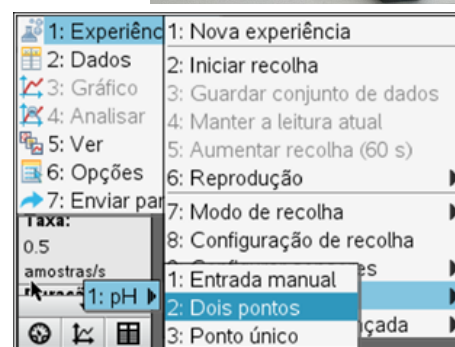 1: Experiênc
2: Dados
3: Gráfico
4: Analisar
5: Ver
6: Opções
7: Enviar par
1: Nova experiência
2: Iniciar recolha
3: Guardar conjunto de dados
4: Manter a leitura atual
5: Aumentar recolha (60 s)
6: Reprodução
7: Modo de recolha
8: Configuração de recolha
es
çada
Taxa:
0.5
amostras/s
1: pH
1: Entrada manual
2: Dois pontos
3: Ponto único